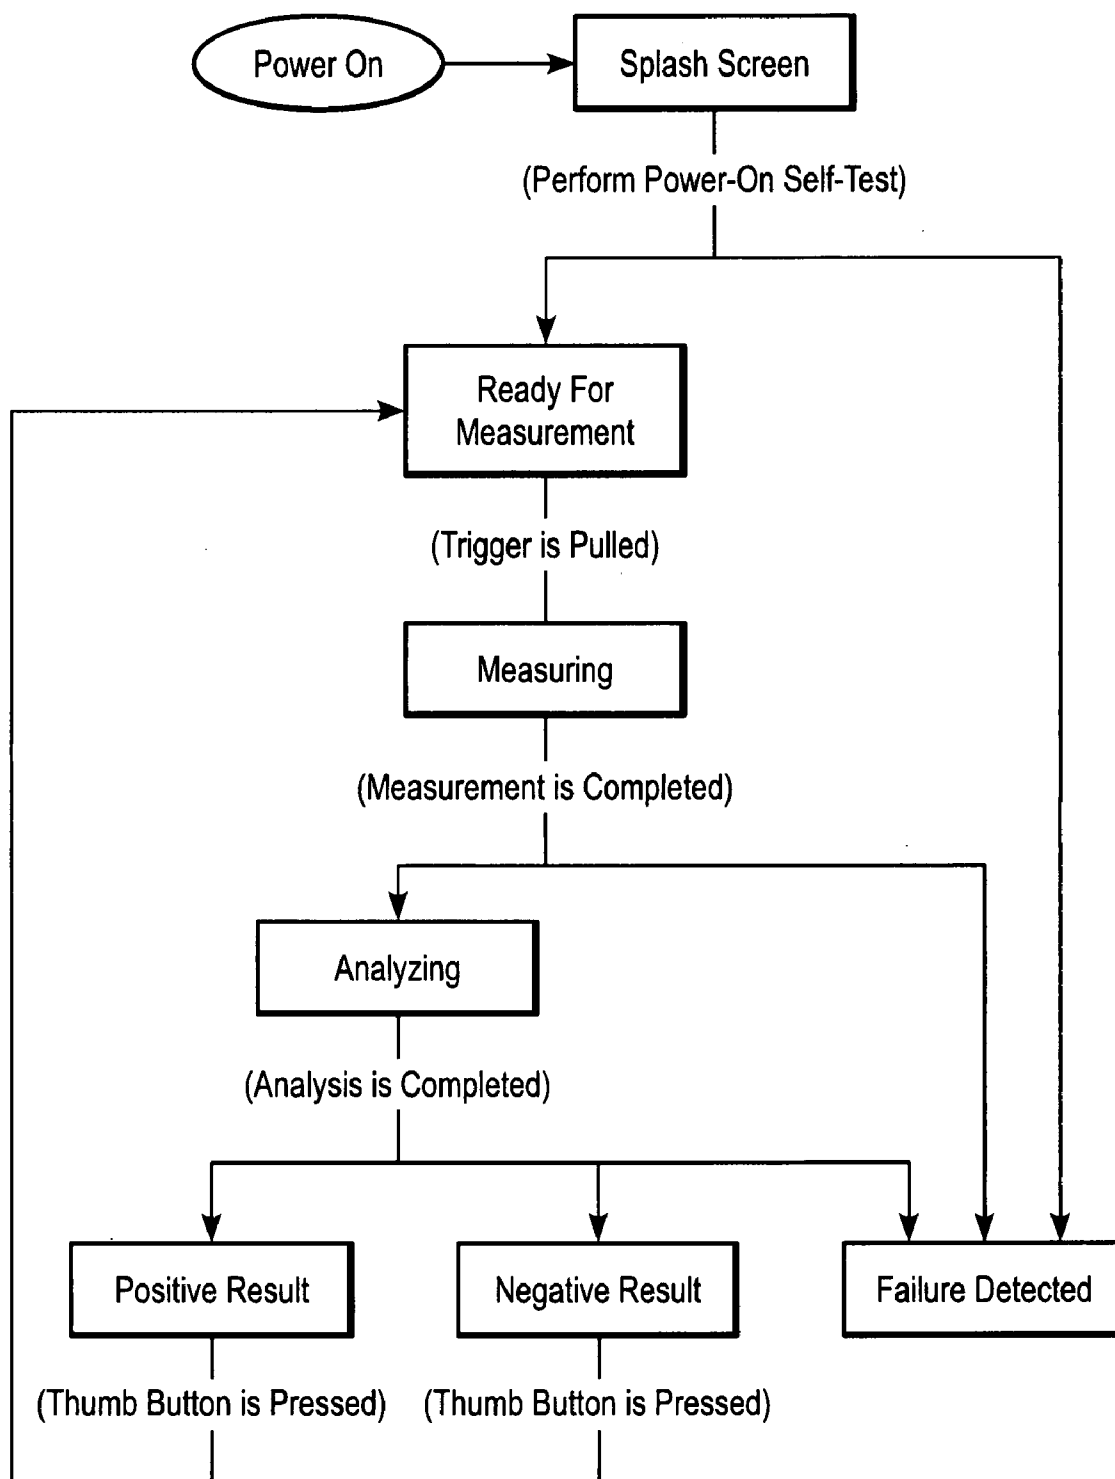 Power On
Splash Screen
(Perform Power-On Self-Test)
Ready For
Measurement
(Trigger is Pulled)
Measuring
(Measurement is Completed)
Analyzing
(Analysis is Completed)
Positive Result
Negative Result
Failure Detected
(Thumb Button is Pressed)
(Thumb Button is Pressed)